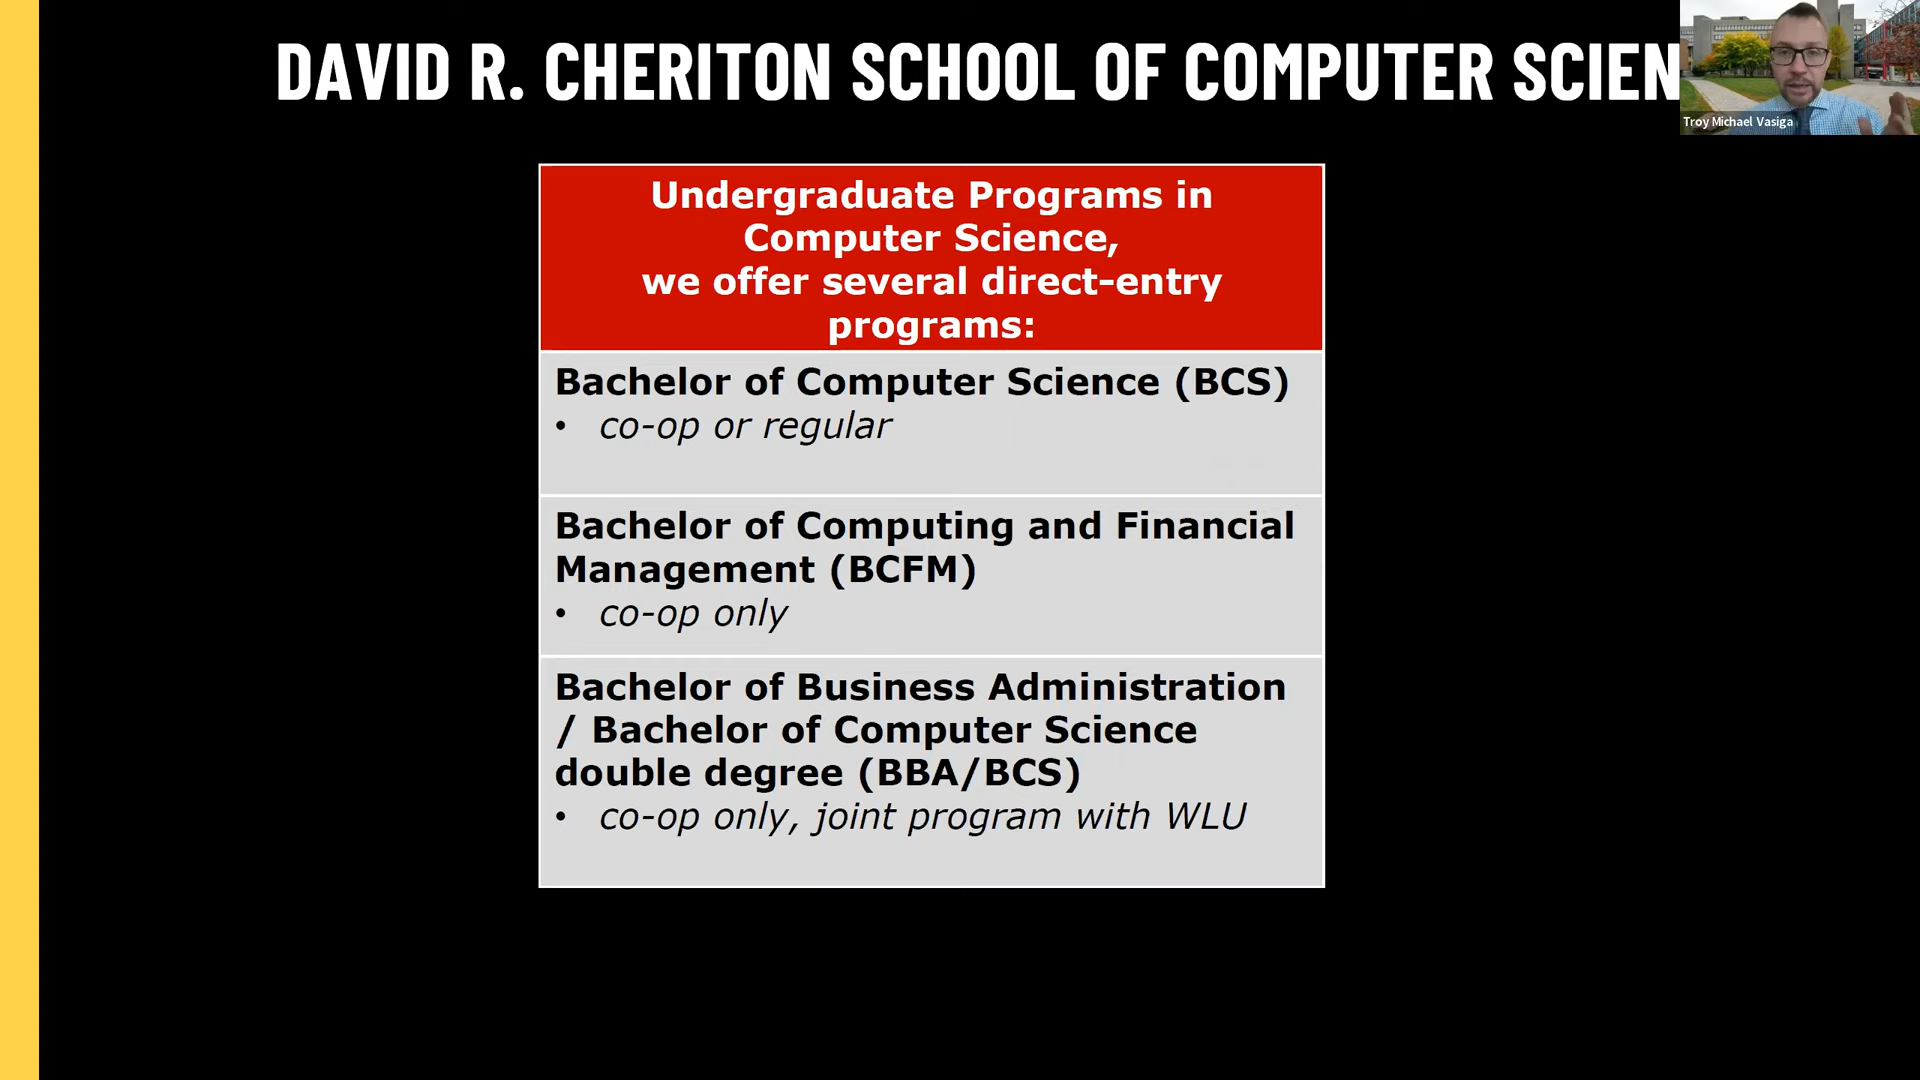 DAVID R. CHERITON SCHOOL OF COMPUTER SCIEN
Troy Michael Vasiga
Undergraduate Programs in
Computer Science,
we offer several direct-entry
programs:
Bachelor of Computer Science (BCS)
• co-op or regular
Bachelor of Computing and Financial
Management (BCFM)
• co-op only
Bachelor of Business Administration
/ Bachelor of Computer Science
double degree (BBA/BCS)
• co-op only, joint program with WLU